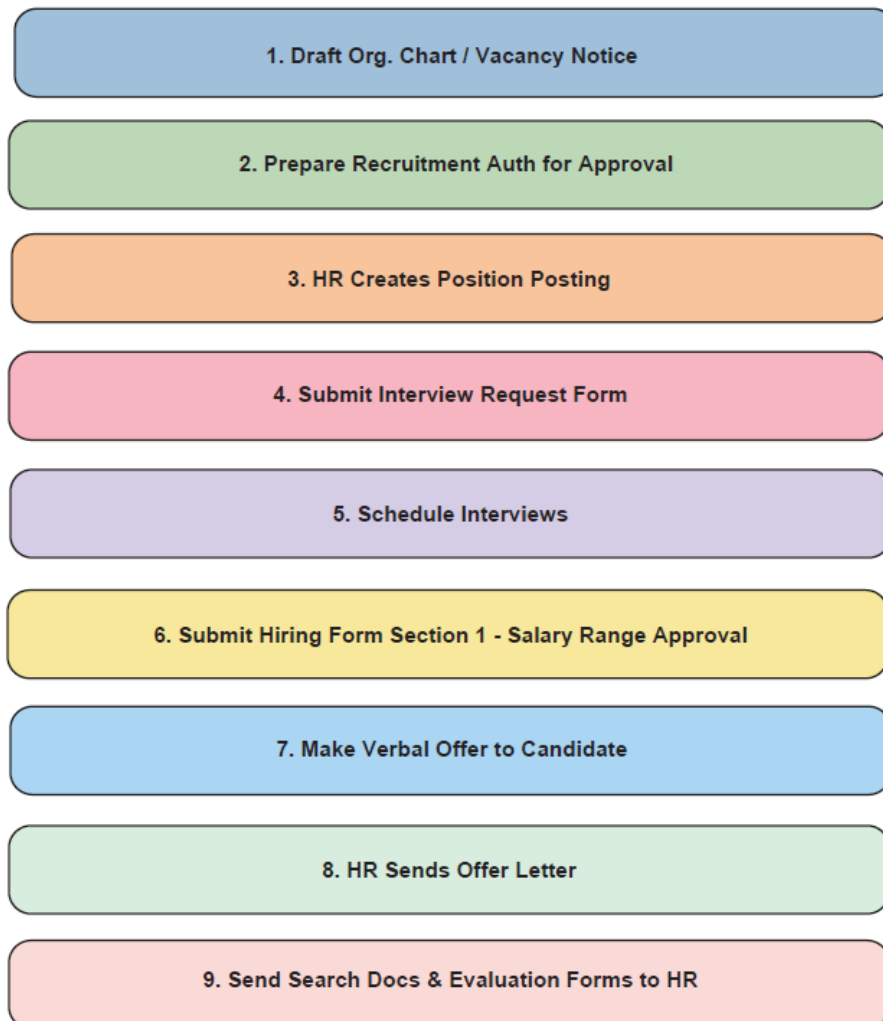 1. Draft Org. Chart / Vacancy Notice
2. Prepare Recruitment Auth for Approval
3. HR Creates Position Posting
4. Submit Interview Request Form
5. Schedule Interviews
6. Submit Hiring Form Section 1 - Salary Range Approval
7. Make Verbal Offer to Candidate
8. HR Sends Offer Letter
9. Send Search Docs & Evaluation Forms to HR